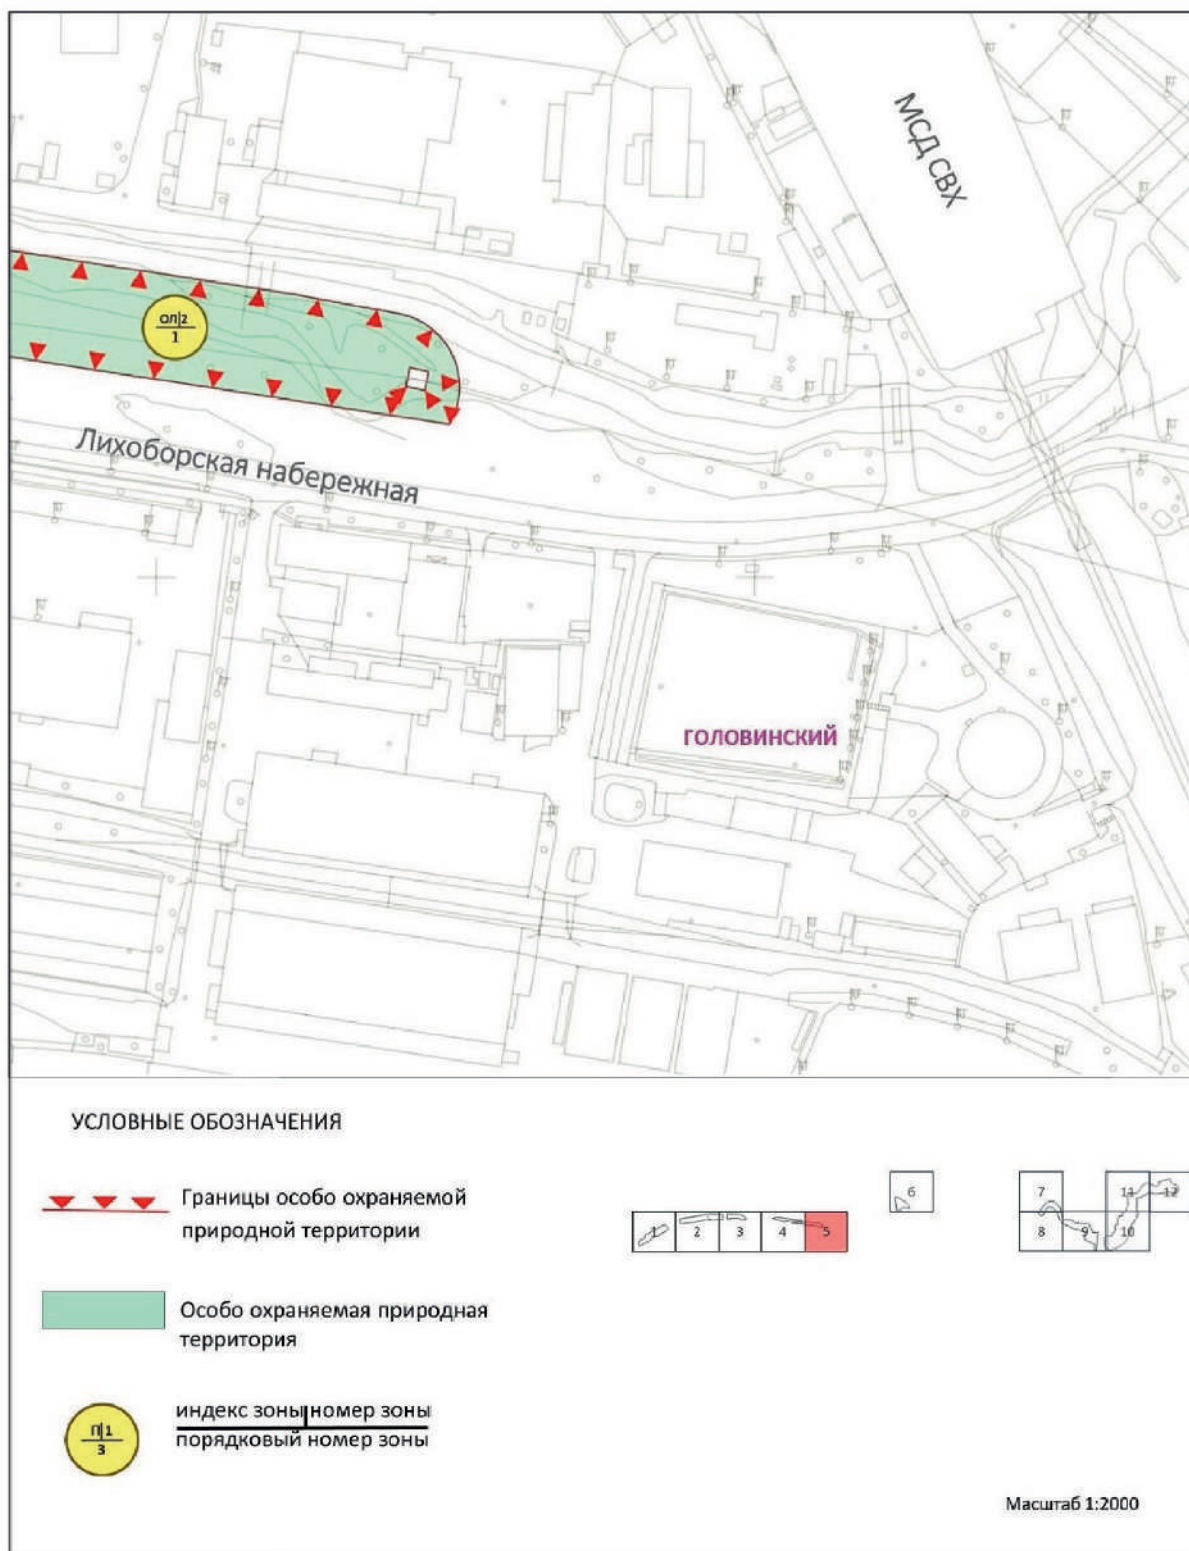 МСД СВХ
ол|2
1
Лихоборская набережная
ГОЛОВИНСКИЙ
УСЛОВНЫЕ ОБОЗНАЧЕНИЯ
Границы особо охраняемой
природной территории
Особо охраняемая природная
территория
П|1
3
индекс зоны|номер зоны
порядковый номер зоны
1 2 3 4 5
6
7 11 12
8 9 10
Масштаб 1:2000